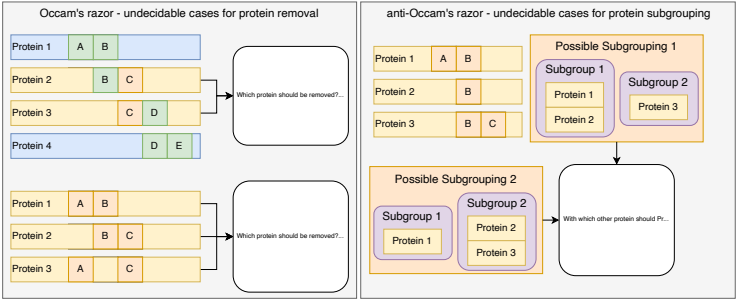 Occam's razor - undecidable cases for protein removal
Protein 1 A B
Protein 2 B C
Protein 3 C D
Protein 4 D E
Which protein should be removed?...
Protein 1 A B
Protein 2 B C
Protein 3 A C
Which protein should be removed?...
anti-Occam's razor - undecidable cases for protein subgrouping
Protein 1 A B
Protein 2 B
Protein 3 B C
Possible Subgrouping 1
Subgroup 1
Protein 1
Protein 2
Subgroup 2
Protein 3
Possible Subgrouping 2
Subgroup 1
Protein 1
Subgroup 2
Protein 2
Protein 3
With which other protein should Pr...